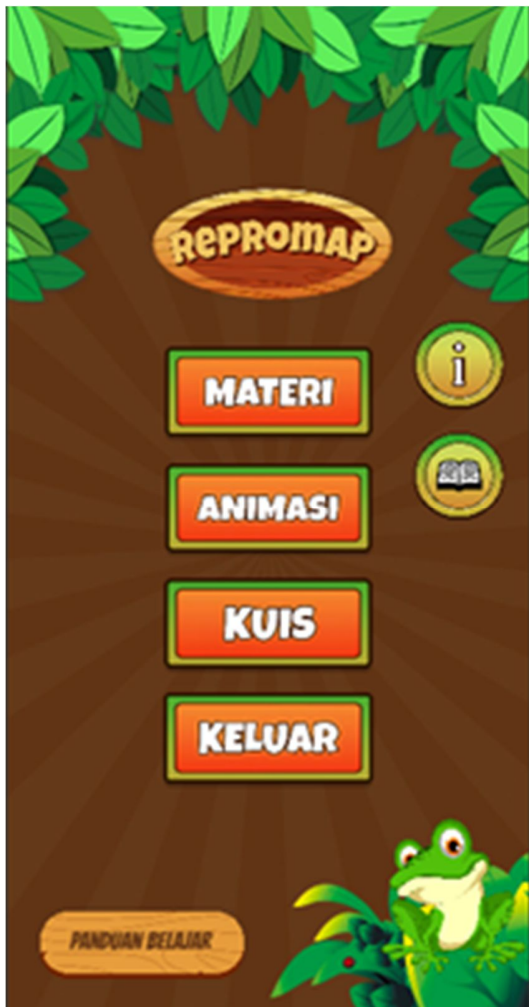 REPROMAP
MATERI
i
ANIMASI
KUIS
KELUAR
PANDUAN BELAJAR